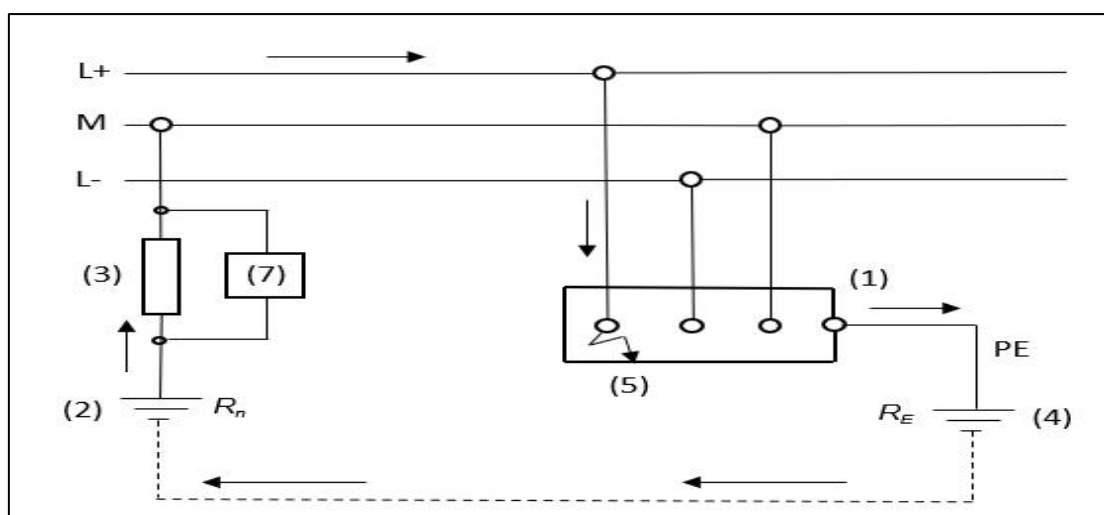 L+
M
L-
(3)
(7)
(1)
(5)
PE
(2)
Rn
RE
(4)